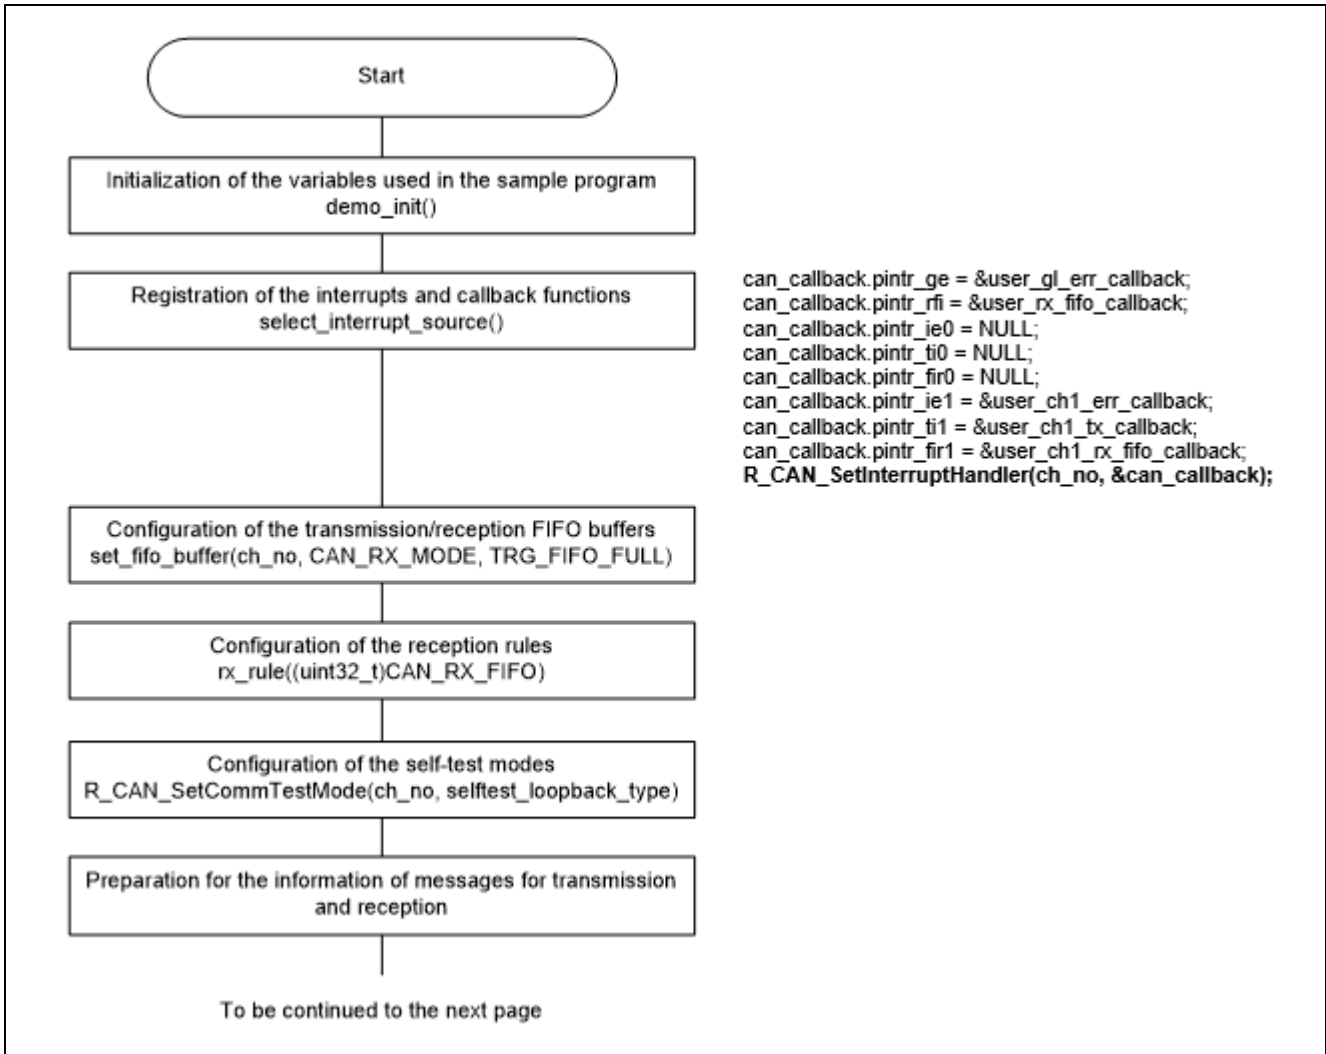 Start
Initialization of the variables used in the sample program
demo_init()
Registration of the interrupts and callback functions
select_interrupt_source()
can_callback.pintr_ge = &user_gl_err_callback;
can_callback.pintr_rfi = &user_rx_fifo_callback;
can_callback.pintr_ie0 = NULL;
can_callback.pintr_ti0 = NULL;
can_callback.pintr_fir0 = NULL;
can_callback.pintr_ie1 = &user_ch1_err_callback;
can_callback.pintr_ti1 = &user_ch1_tx_callback;
can_callback.pintr_fir1 = &user_ch1_rx_fifo_callback;
R_CAN_SetInterruptHandler(ch_no, &can_callback);
Configuration of the transmission/reception FIFO buffers
set_fifo_buffer(ch_no, CAN_RX_MODE, TRG_FIFO_FULL)
Configuration of the reception rules
rx_rule((uint32_t)CAN_RX_FIFO)
Configuration of the self-test modes
R_CAN_SetCommTestMode(ch_no, selftest_loopback_type)
Preparation for the information of messages for transmission
and reception
To be continued to the next page